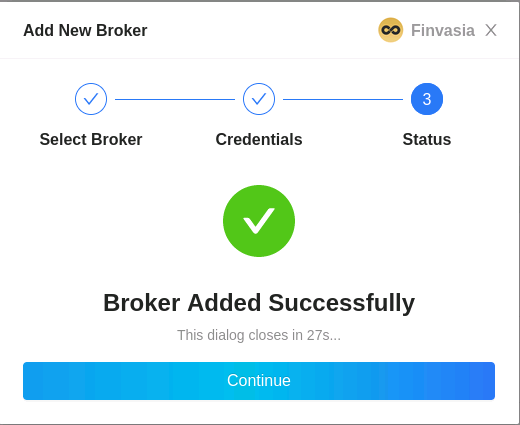 Add New Broker
Finvasia
3
Select Broker
Credentials
Status
Broker Added Successfully
This dialog closes in 27s...
Continue